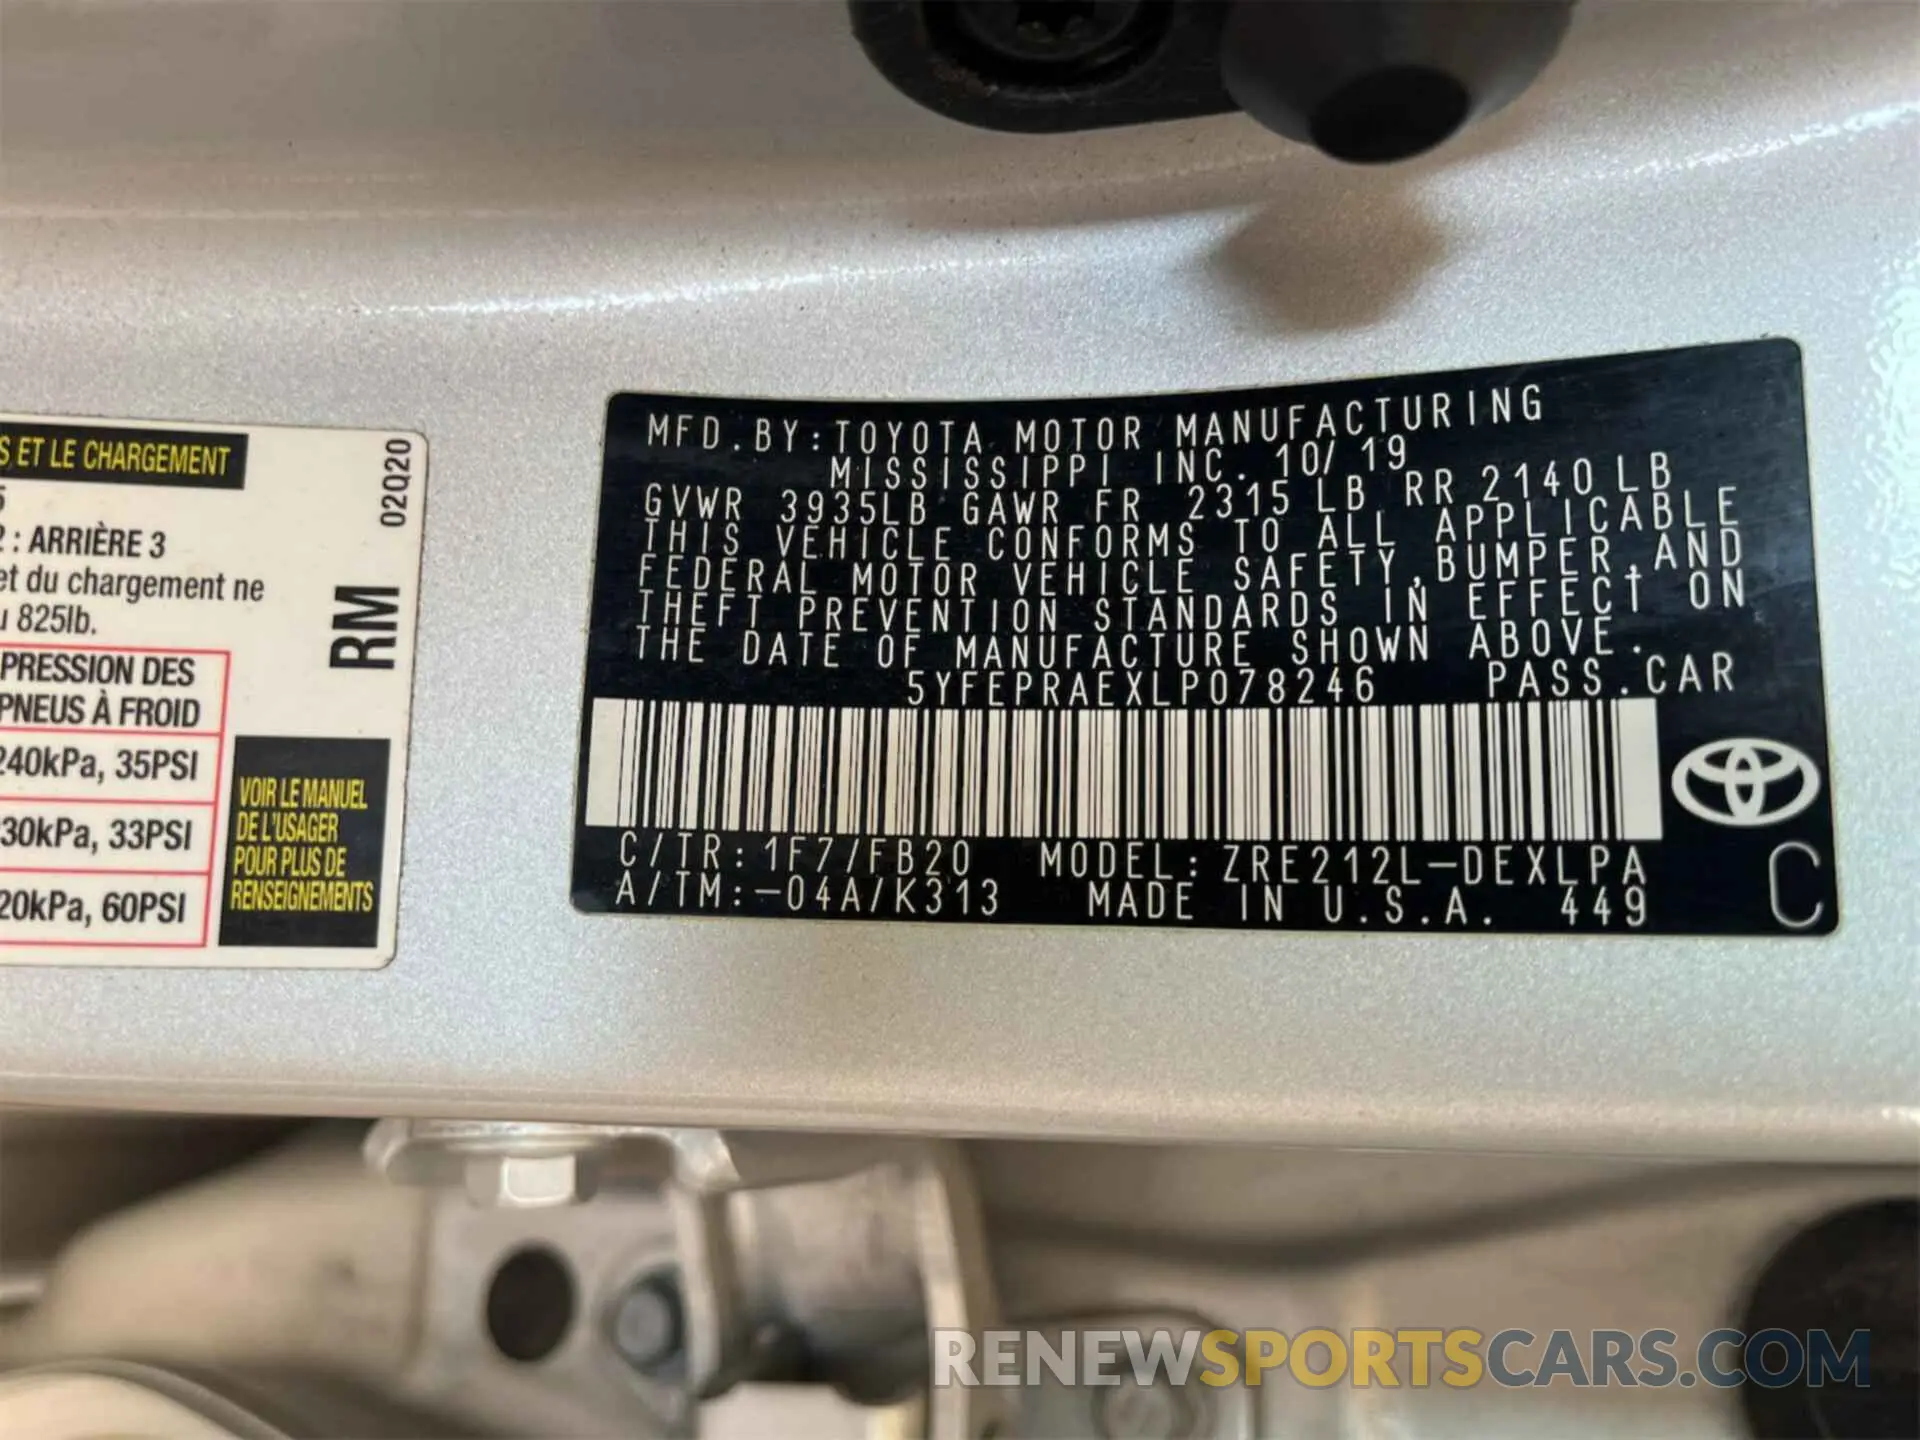 S ET LE CHARGEMENT
5
2 : ARRIÈRE 3
et du chargement ne
825lb.
PRESSION DES
PNEUS À FROID
240kPa, 35PSI
30kPa, 33PSI
20kPa, 60PSI
02Q20
RM
VOIR LE MANUEL
DE L'USAGER
POUR PLUS DE
RENSEIGNEMENTS
MFD.BY:TOYOTA MOTOR MANUFACTURING
MISSISSIPPI INC. 10/19
GVWR 3935LB GAWR FR 2315LB RR 2140LB
THIS VEHICLE CONFORMS TO ALL APPLICABLE
FEDERAL MOTOR VEHICLE SAFETY,BUMPER,AND
THEFT PREVENTION STANDARDS IN EFFECT ON
THE DATE OF MANUFACTURE SHOWN ABOVE.
5YFEPRAEXLP078246 PASS.CAR
C/TR:1F7/FB20 MODEL:ZRE212L-DEXLPA
A/TM:-04A/K313 MADE IN U.S.A. 449
C
RENEWSPORTSCARS.COM